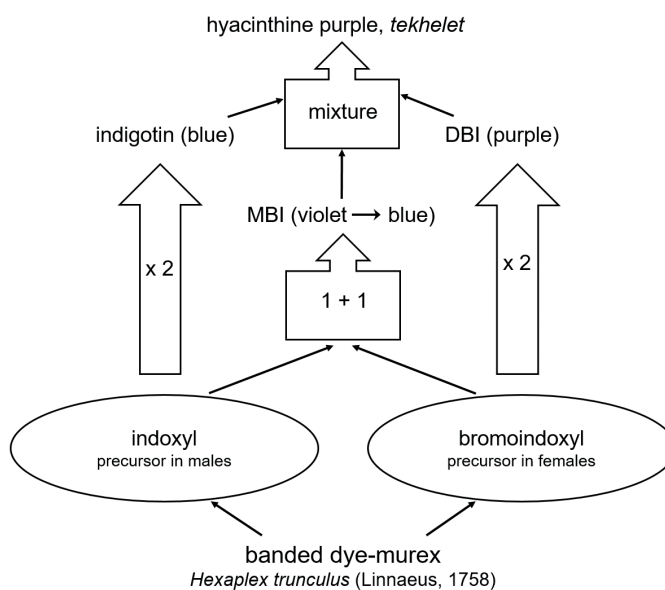 hyacinthine purple, tekhelet
mixture
indigotin (blue)
DBI (purple)
MBI (violet → blue)
x 2
x 2
1 + 1
indoxyl
precursor in males
bromoindoxyl
precursor in females
banded dye-murex
Hexaplex trunculus (Linnaeus, 1758)